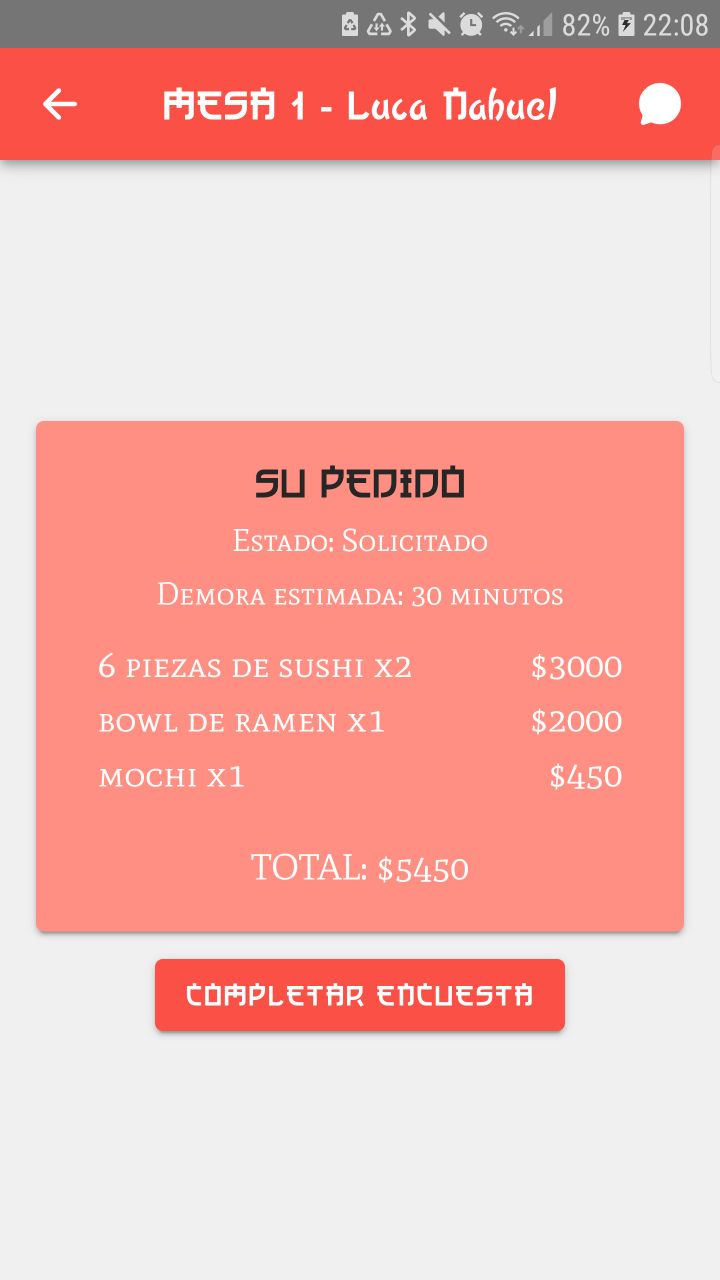 82% 22:08
MESA 1 - Luca Nahuel
SU PEDIDO
Estado: Solicitado
Demora estimada: 30 minutos
6 piezas de sushi x2 $3000
bowl de ramen x1 $2000
mochi x1 $450
TOTAL: $5450
COMPLETAR ENCUESTA